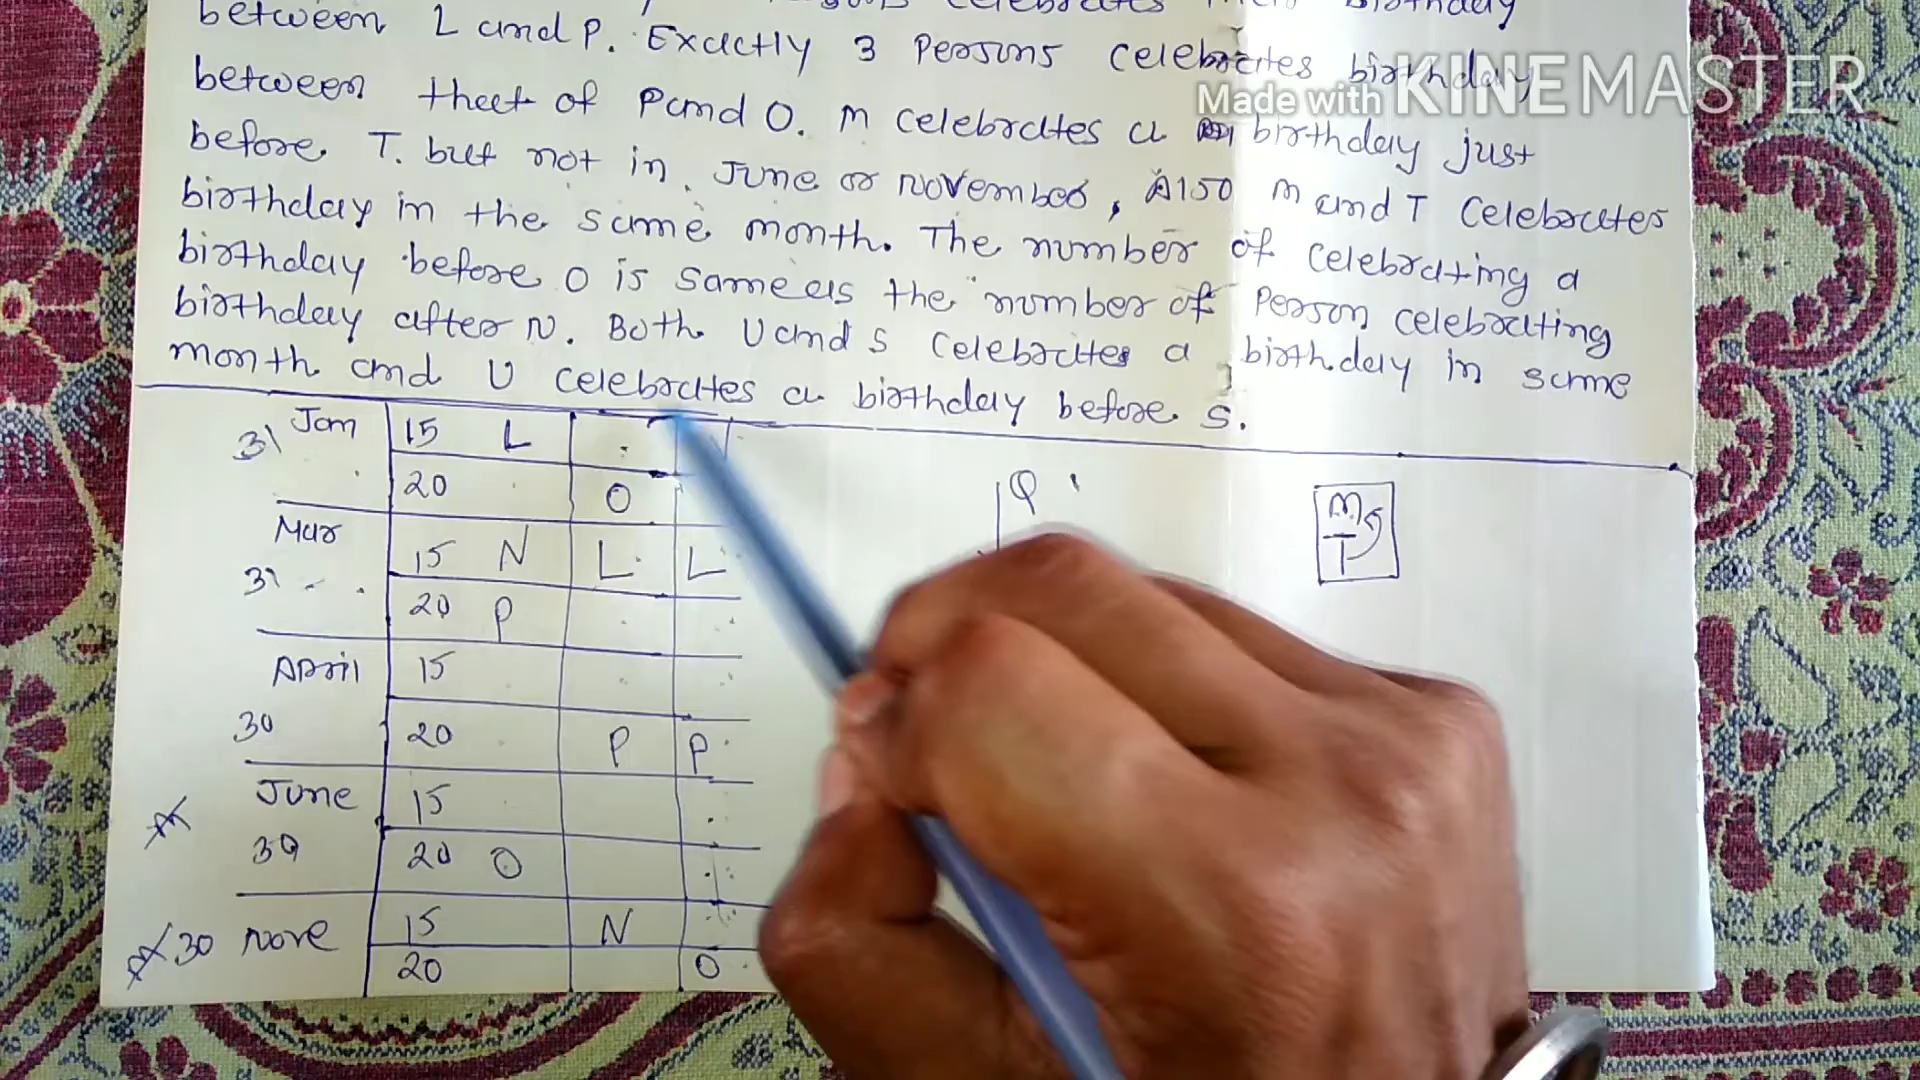 celebrates their birthday
between L and P. Exactly 3 Persons celebrates birthday
Made with KINEMASTER
between that of P and O. M celebrates a birthday just
before T. but not in June or November, Also M and T celebrates
birthday in the same month. The number of celebrating a
birthday before O is same as the number of Person celebrating
birthday after N. Both U and S celebrates a birthday in same
month and U celebrates a birthday before S.
Jan 15 L
31
20 O
Mar 15 N L L
31
20 P
April 15
30 20 P P
June 15
30 20 O
30 Nove 15 N
20 O
Q
M
T